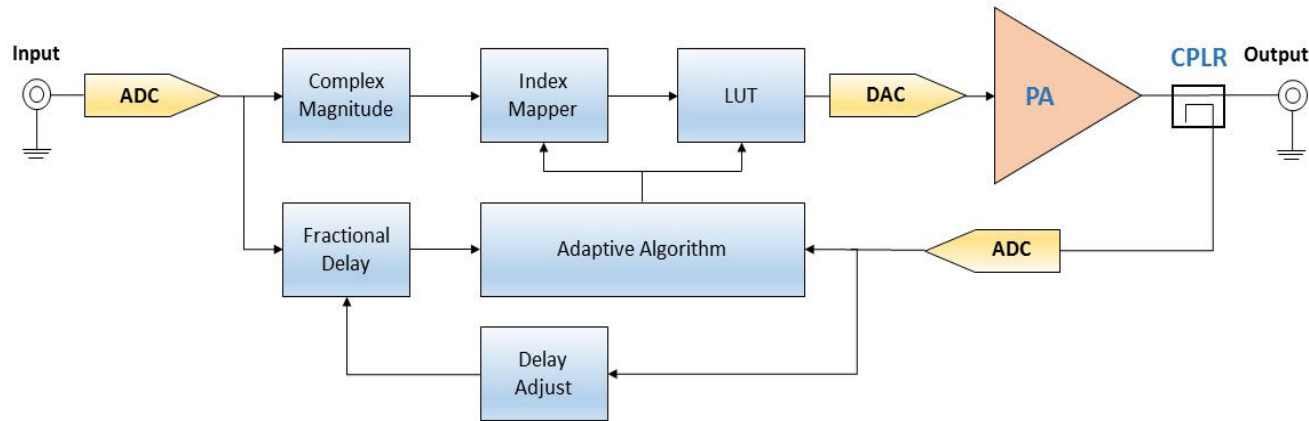 Input
ADC
Complex
Magnitude
Index
Mapper
LUT
DAC
PA
CPLR
Output
Fractional
Delay
Adaptive Algorithm
ADC
Delay
Adjust